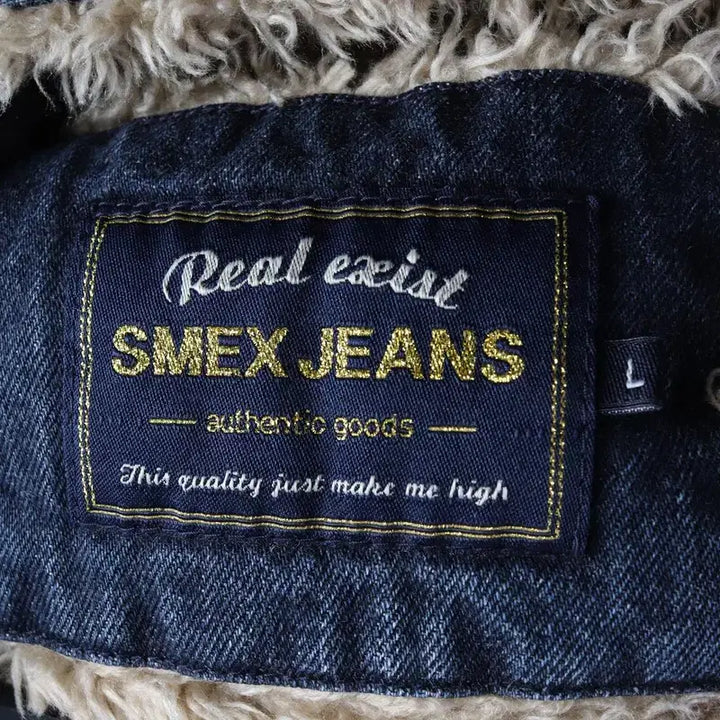 Real exist
SMEX JEANS
authentic goods
This quality just make me high
L